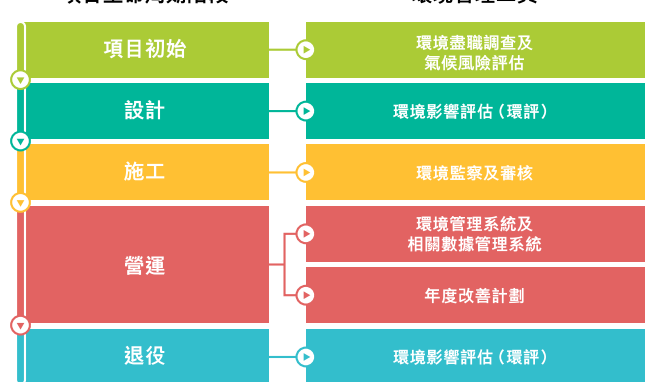 項目初始
環境盡職調查及
氣候風險評估
設計
環境影響評估（環評）
施工
環境監察及審核
營運
環境管理系統及
相關數據管理系統
年度改善計劃
退役
環境影響評估（環評）